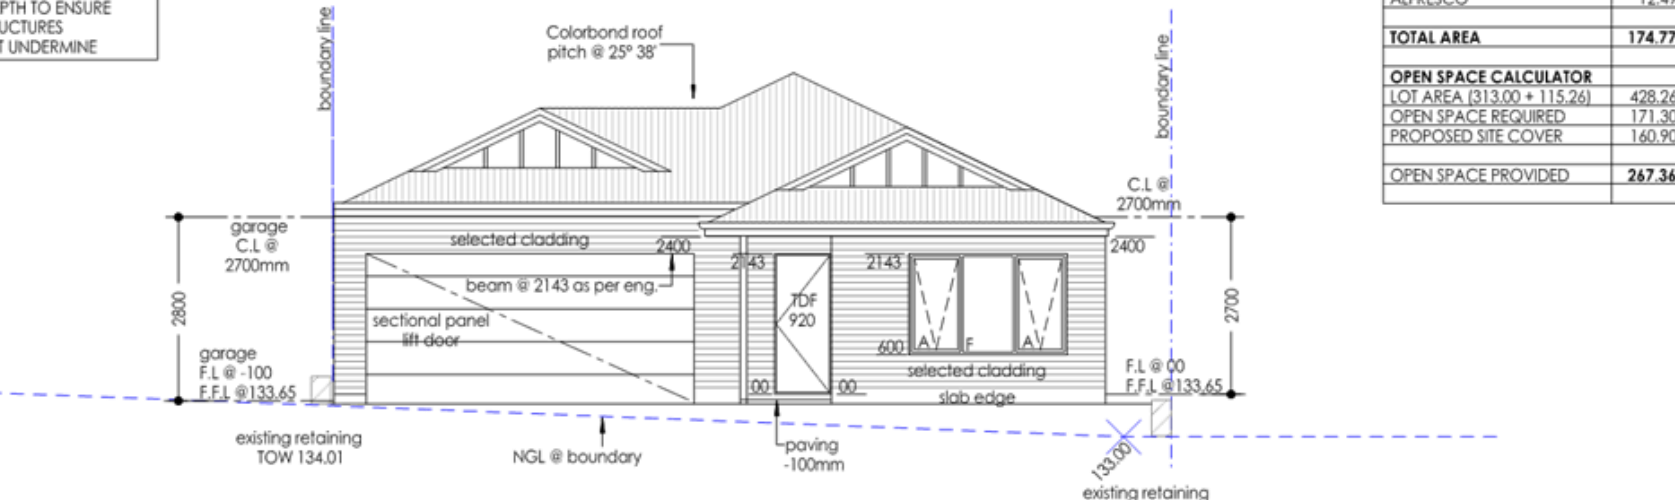 PTH TO ENSURE
UCTURES
T UNDERMINE
boundary line
Colorbond roof
pitch @ 25° 38'
boundary line
ALFRESCO
TOTAL AREA 174.77
OPEN SPACE CALCULATOR
LOT AREA (313.00 + 115.26) 428.26
OPEN SPACE REQUIRED 171.30
PROPOSED SITE COVER 160.90
OPEN SPACE PROVIDED 267.36
C.L @
2700mm
garage
C.L @
2700mm
selected cladding
2400
2400
2143
2143
beam @ 2143 as per eng.
2800
2700
TDF
920
sectional panel
lift door
600
A
F
A
garage
F.L @ -100
F.F.L @133.65
F.L @ 00
F.F.L @133.65
selected cladding
00
00
slab edge
existing retaining
TOW 134.01
NGL @ boundary
paving
-100mm
133.00
existing retaining